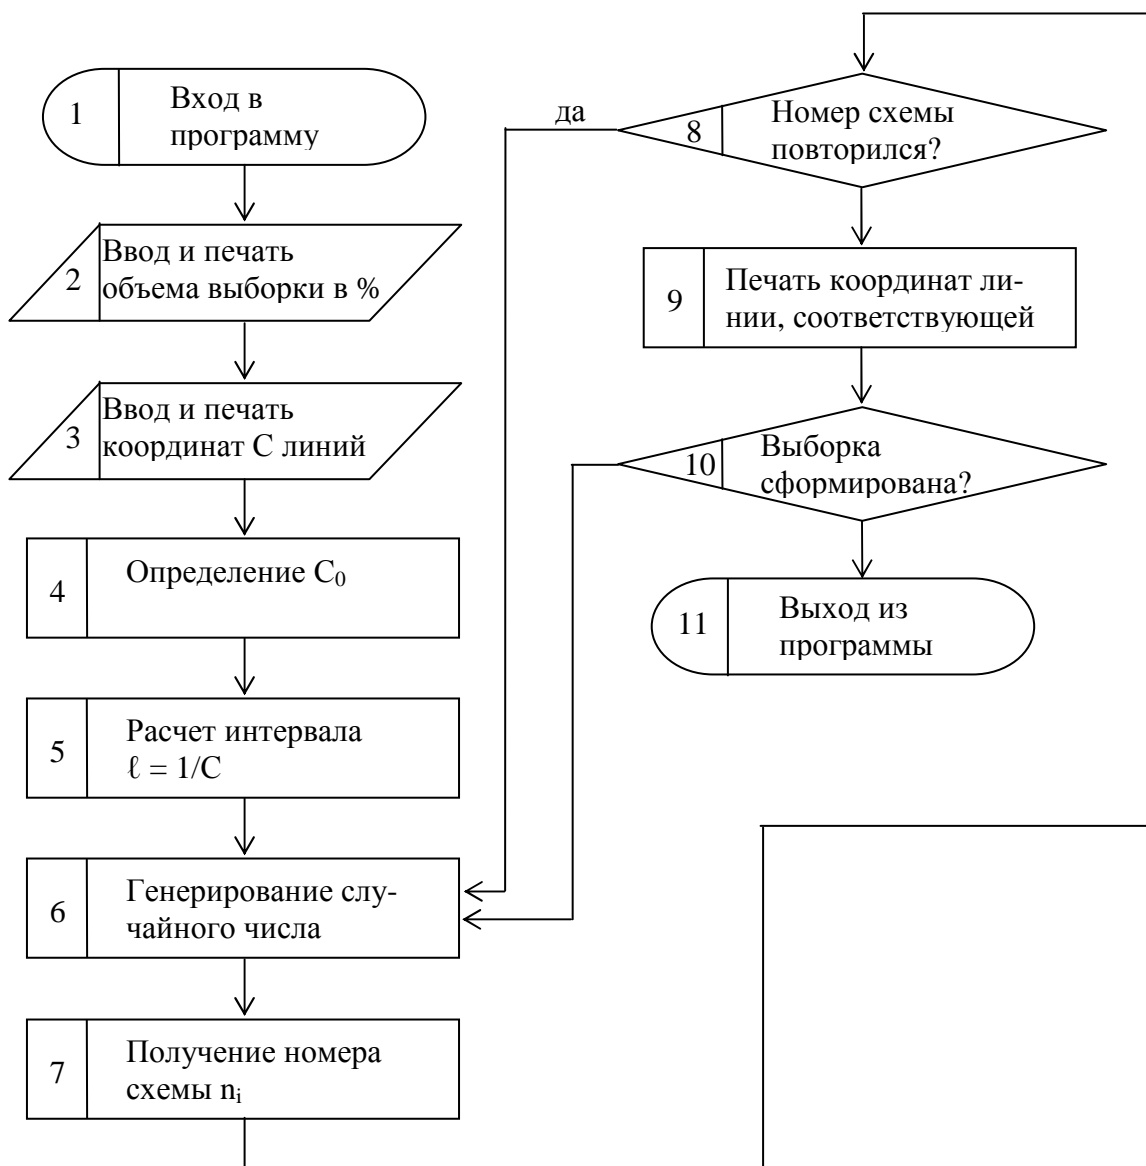 1
Вход в
программу
2
Ввод и печать
объема выборки в %
3
Ввод и печать
координат С линий
4
Определение С₀
5
Расчет интервала
ℓ = 1/С
6
Генерирование слу-
чайного числа
7
Получение номера
схемы nᵢ
да
8
Номер схемы
повторился?
9
Печать координат ли-
нии, соответствующей
10
Выборка
сформирована?
11
Выход из
программы